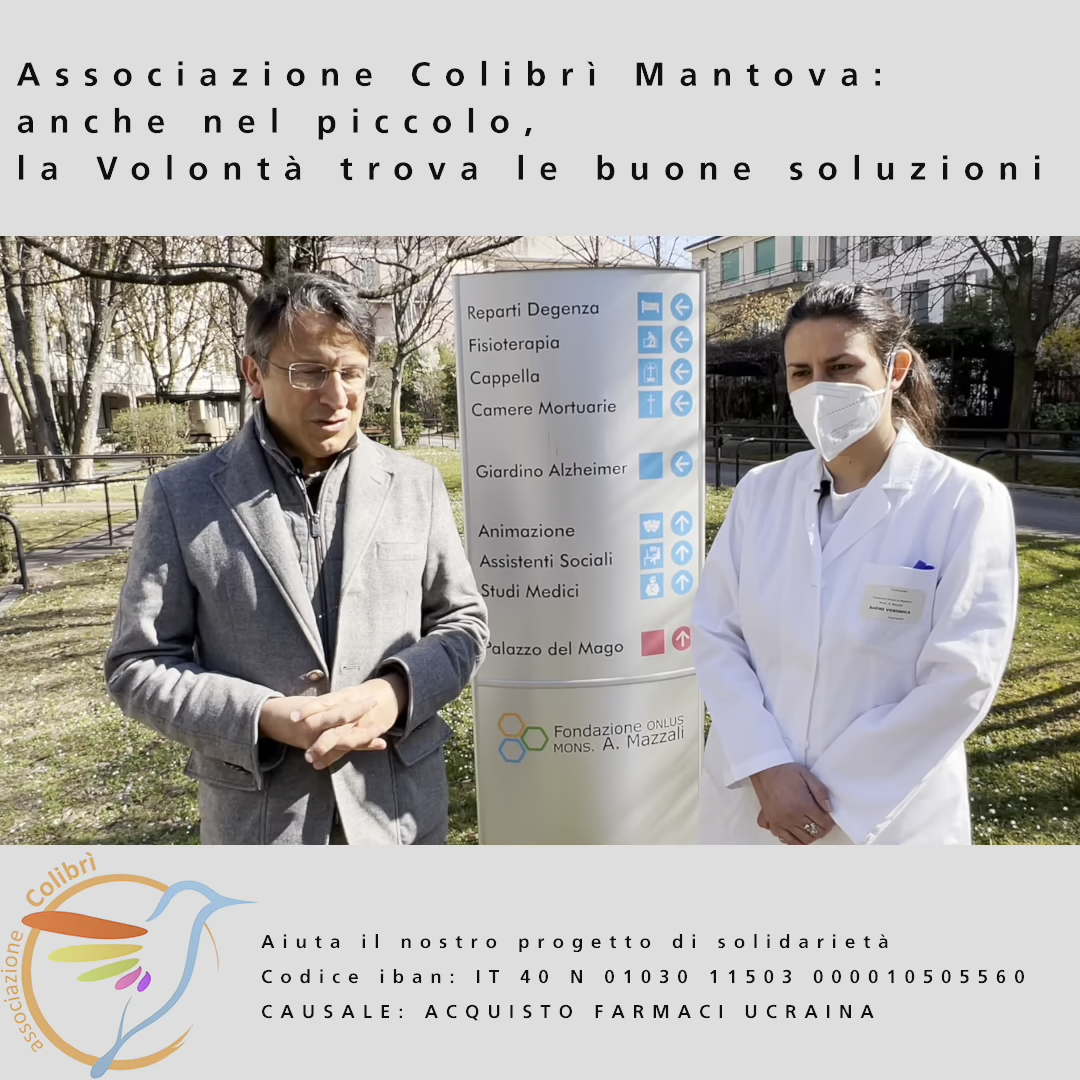 Associazione Colibrì Mantova:
anche nel piccolo,
la Volontà trova le buone soluzioni
Reparti Degenza
Fisioterapia
Cappella
Camere Mortuarie
Giardino Alzheimer
Animazione
Assistenti Sociali
Studi Medici
Palazzo del Mago
Fondazione ONLUS
MONS. A. Mazzali
associazione Colibrì
Aiuta il nostro progetto di solidarietà
Codice iban: IT 40 N 01030 11503 000010505560
CAUSALE: ACQUISTO FARMACI UCRAINA